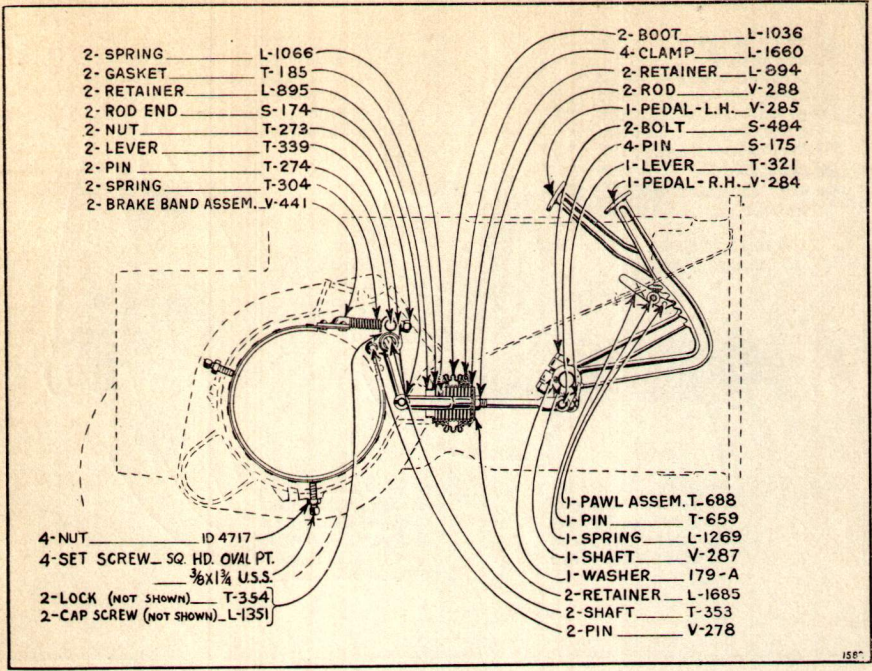 2- SPRING L-1066
2- GASKET T-185
2- RETAINER L-895
2- ROD END S-174
2- NUT T-273
2- LEVER T-339
2- PIN T-274
2- SPRING T-304
2- BRAKE BAND ASSEM. V-441
2- BOOT L-1036
4- CLAMP L-1660
2- RETAINER L-894
2- ROD V-288
1- PEDAL-L.H. V-285
2- BOLT S-484
4- PIN S-175
1- LEVER T-321
1- PEDAL-R.H. V-284
4-NUT ID 4717
4-SET SCREW SQ. HD. OVAL PT.
3/8X1 3/4 U.S.S.
2-LOCK (NOT SHOWN) T-354
2-CAP SCREW (NOT SHOWN) L-1351
1-PAWL ASSEM. T-688
1-PIN T-659
1-SPRING L-1269
1-SHAFT V-287
1-WASHER 179-A
2-RETAINER L-1685
2-SHAFT T-353
2-PIN V-278